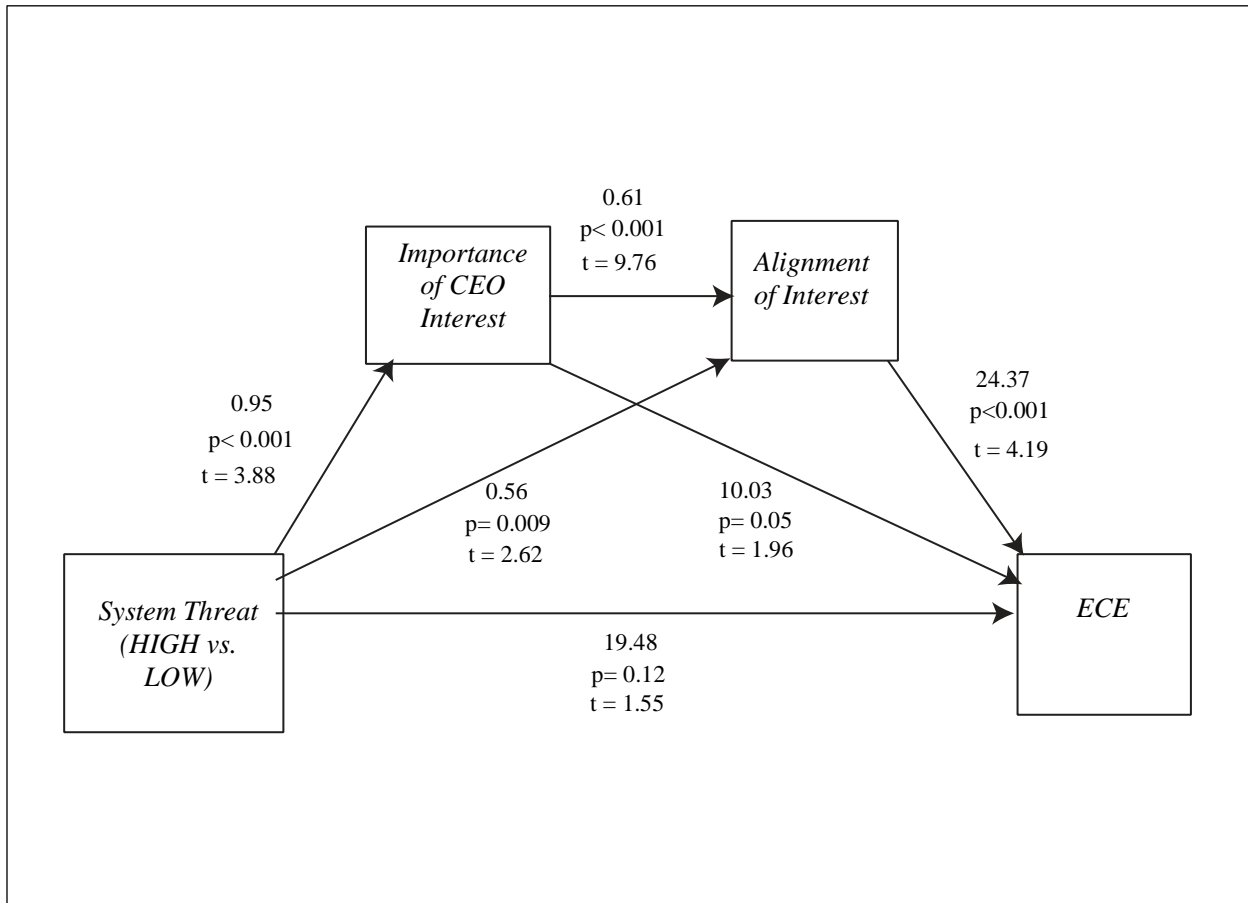 0.61
p< 0.001
t = 9.76
Importance
of CEO
Interest
Alignment
of Interest
0.95
p< 0.001
t = 3.88
24.37
p<0.001
t = 4.19
0.56
p= 0.009
t = 2.62
10.03
p= 0.05
t = 1.96
System Threat
(HIGH vs.
LOW)
ECE
19.48
p= 0.12
t = 1.55